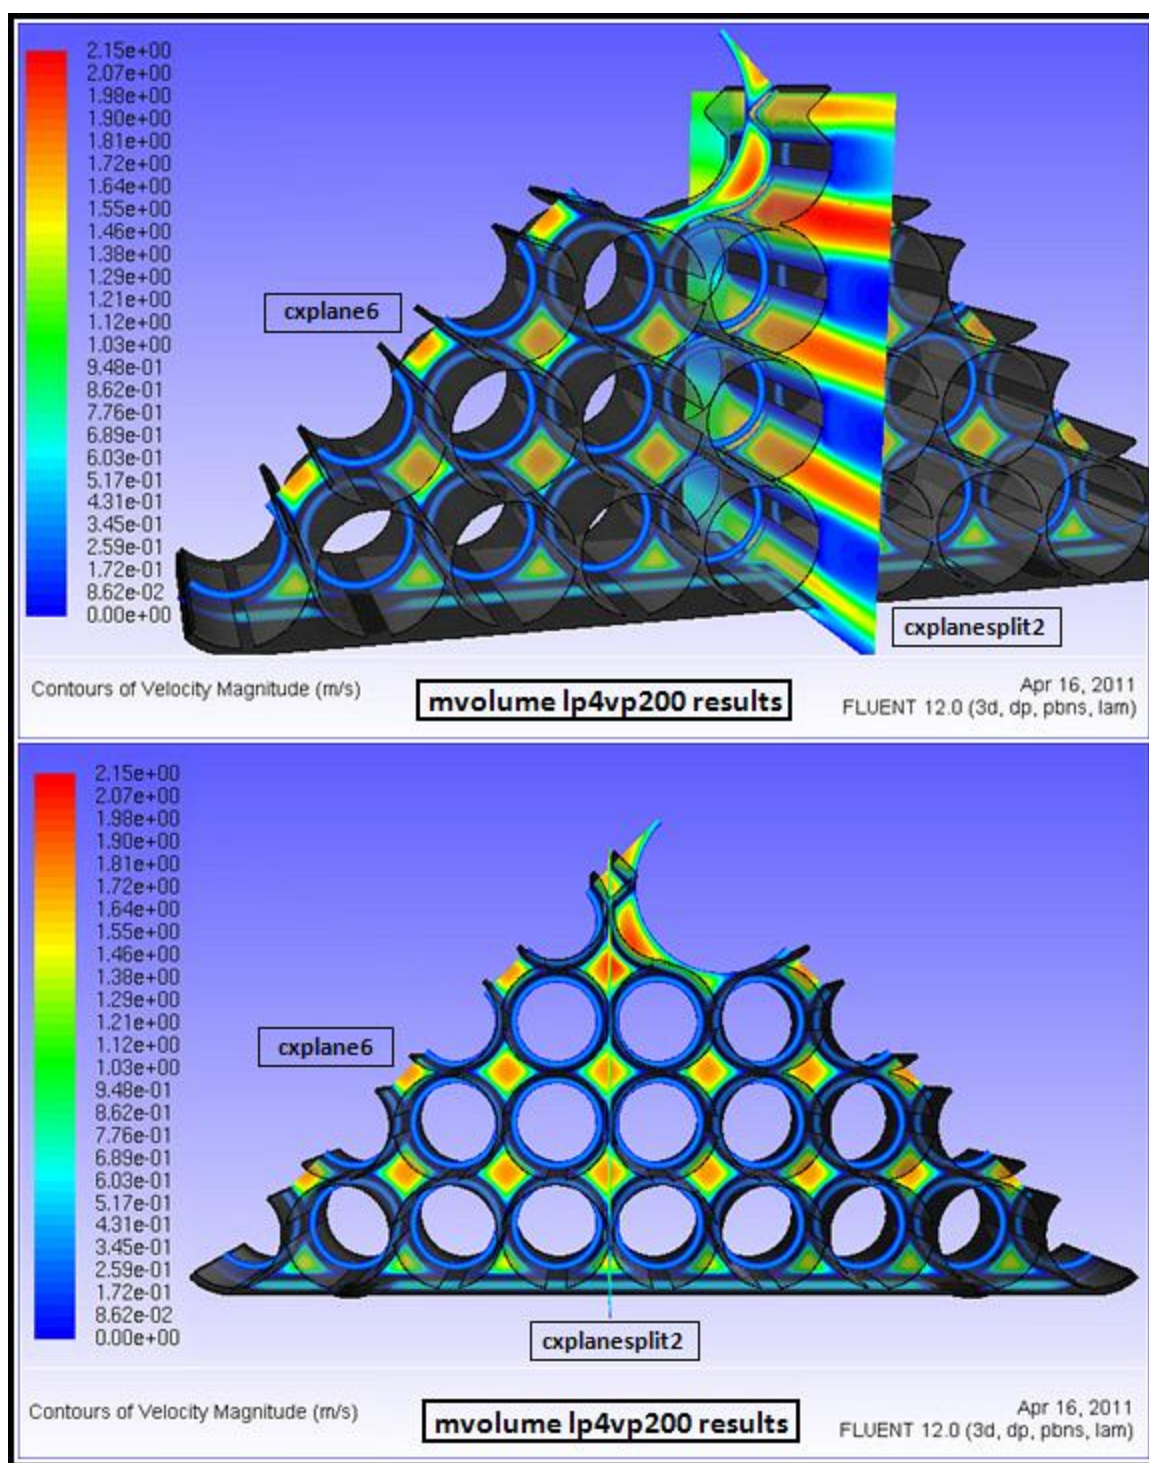 2.15e+00
2.07e+00
1.98e+00
1.90e+00
1.81e+00
1.72e+00
1.64e+00
1.55e+00
1.46e+00
1.38e+00
1.29e+00
1.21e+00
1.12e+00
1.03e+00
9.48e-01
8.62e-01
7.76e-01
6.89e-01
6.03e-01
5.17e-01
4.31e-01
3.45e-01
2.59e-01
1.72e-01
8.62e-02
0.00e+00
cxplane6
cxplanesplit2
Contours of Velocity Magnitude (m/s)
mvolume lp4vp200 results
Apr 16, 2011
FLUENT 12.0 (3d, dp, pbns, lam)
2.15e+00
2.07e+00
1.98e+00
1.90e+00
1.81e+00
1.72e+00
1.64e+00
1.55e+00
1.46e+00
1.38e+00
1.29e+00
1.21e+00
1.12e+00
1.03e+00
9.48e-01
8.62e-01
7.76e-01
6.89e-01
6.03e-01
5.17e-01
4.31e-01
3.45e-01
2.59e-01
1.72e-01
8.62e-02
0.00e+00
cxplane6
cxplanesplit2
Contours of Velocity Magnitude (m/s)
mvolume lp4vp200 results
Apr 16, 2011
FLUENT 12.0 (3d, dp, pbns, lam)